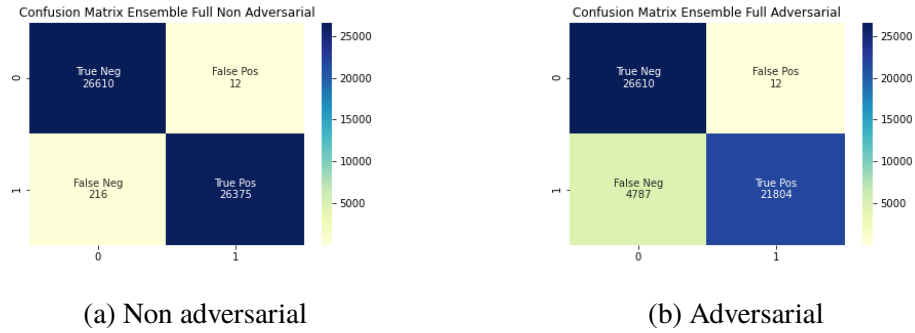 Confusion Matrix Ensemble Full Non Adversarial
0
True Neg
26610
False Pos
12
1
False Neg
216
True Pos
26375
0
1
25000
20000
15000
10000
5000
(a) Non adversarial
Confusion Matrix Ensemble Full Adversarial
0
True Neg
26610
False Pos
12
1
False Neg
4787
True Pos
21804
0
1
25000
20000
15000
10000
5000
(b) Adversarial